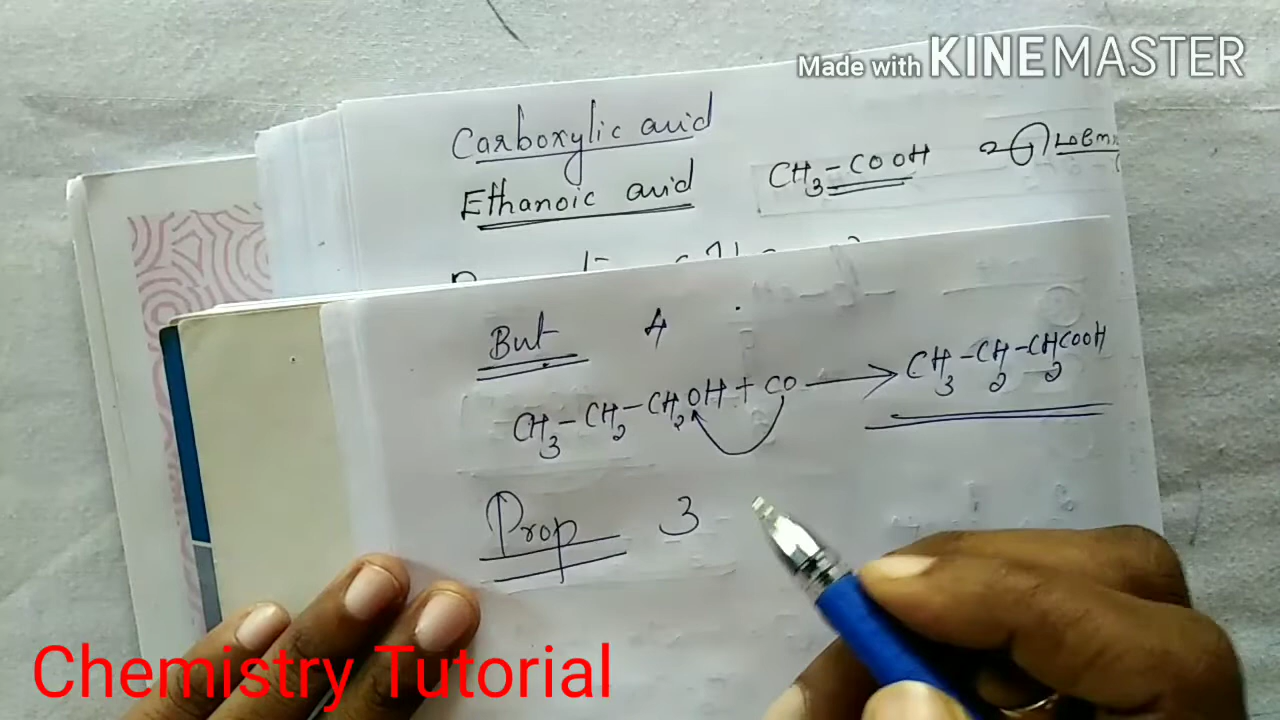 Made with KINEMASTER
Carboxylic acid
Ethanoic acid CH3-COOH
But 4
CH3-CH2-CH2OH + CO → CH3-CH2-CH2COOH
Prop 3
Chemistry Tutorial